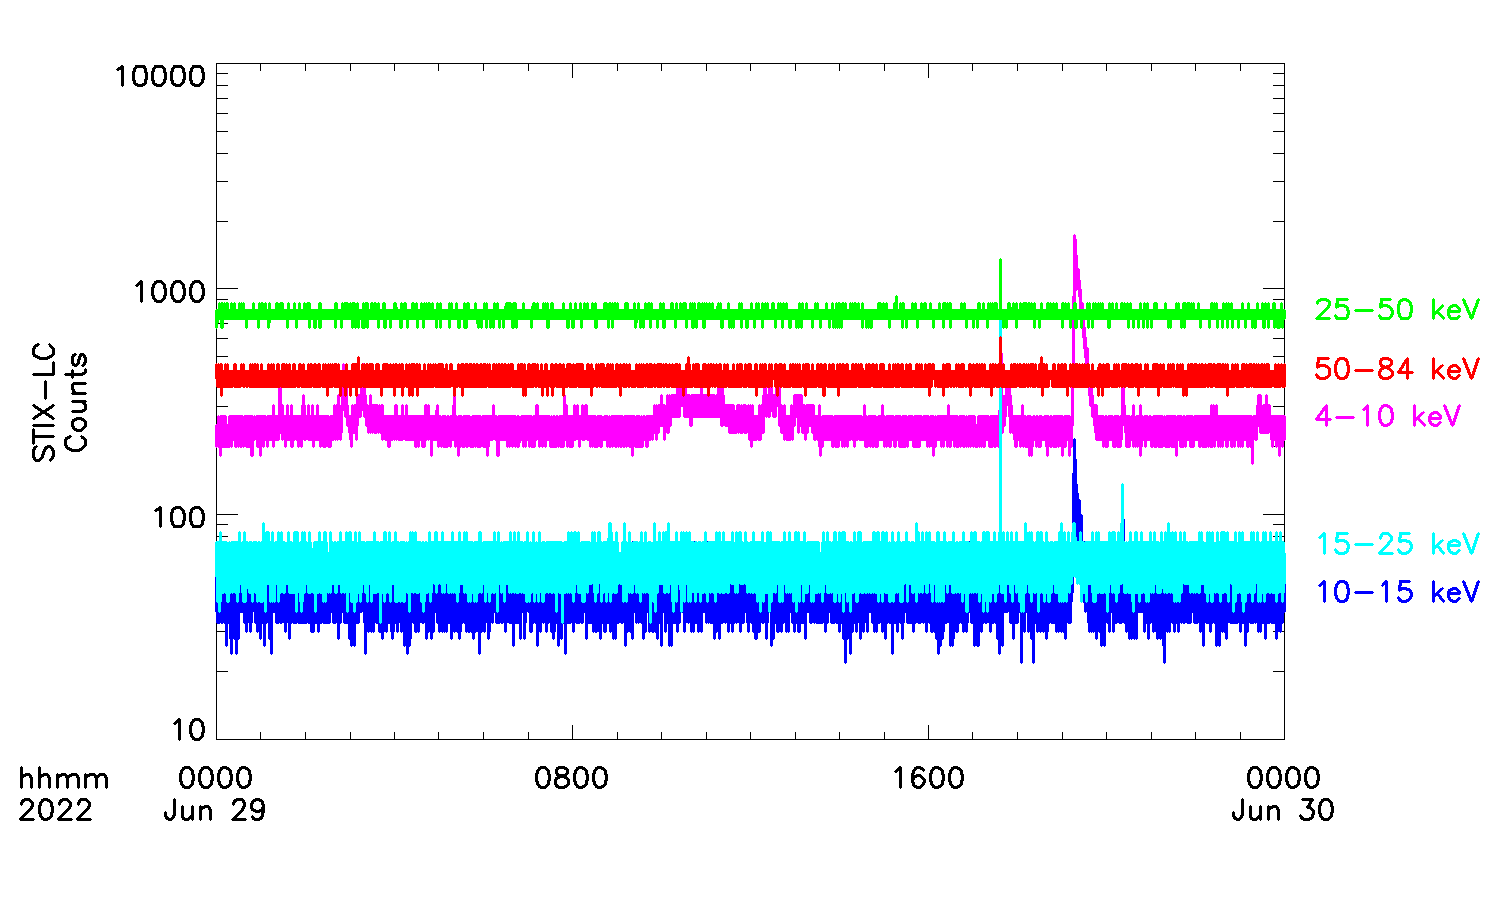 10000
1000
100
10
STIX-LC
Counts
25-50 keV
50-84 keV
4-10 keV
15-25 keV
10-15 keV
hhmm 0000 0800 1600 0000
2022 Jun 29 Jun 30